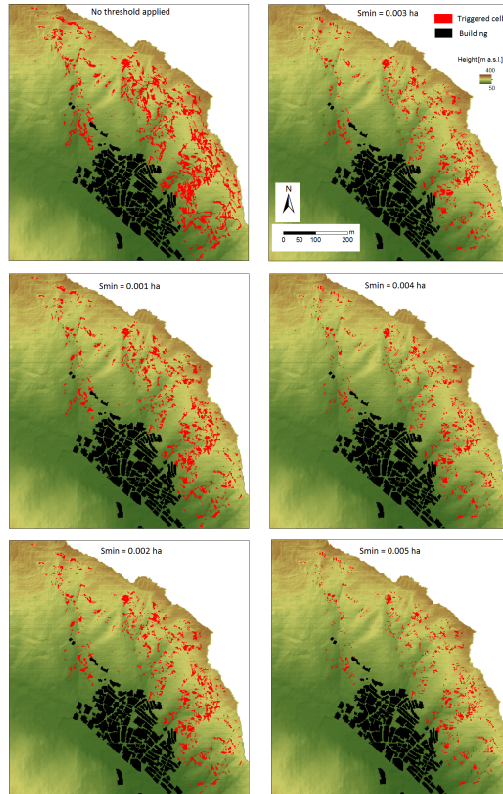 No threshold applied
Smin = 0.003 ha
Triggered cell
Building
Height[m a.s.l.]
400
50
N
m
0 50 100 200
Smin = 0.001 ha
Smin = 0.004 ha
Smin = 0.002 ha
Smin = 0.005 ha